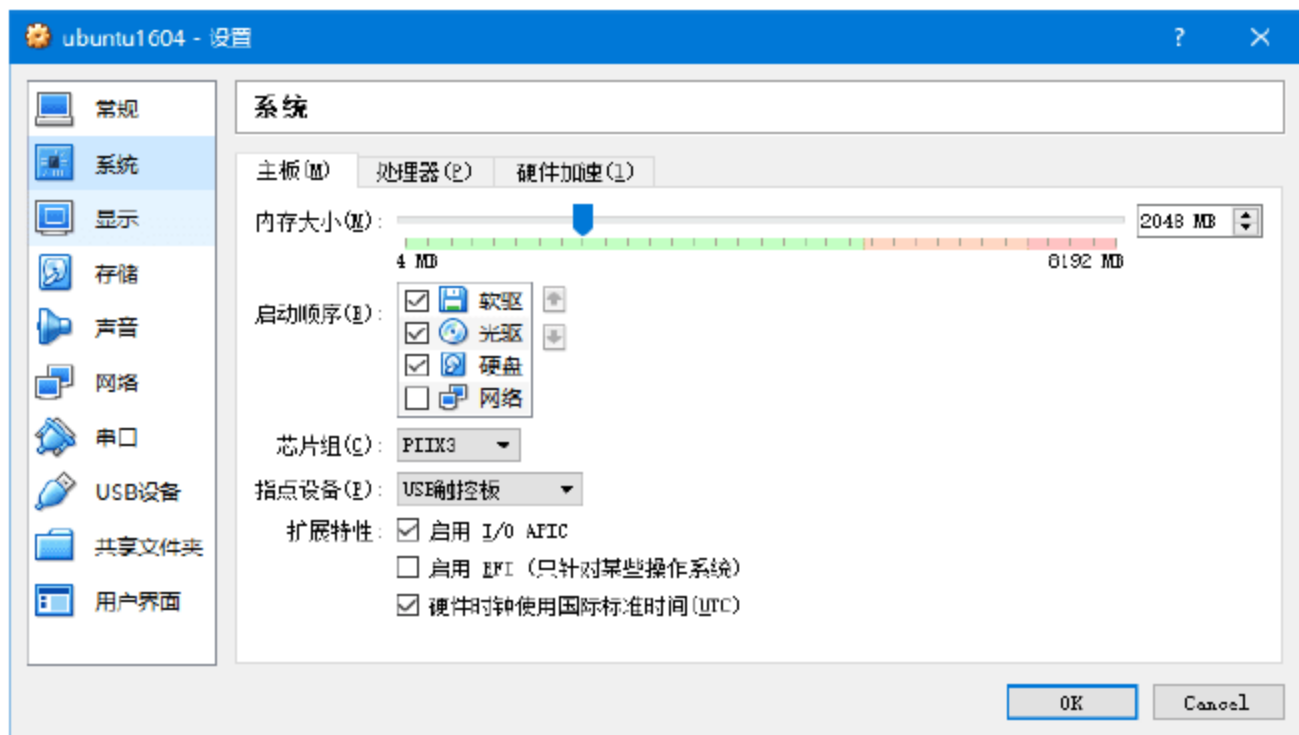 ubuntu1604 - 设置
?
常规
系统
显示
存储
声音
网络
串口
USB设备
共享文件夹
用户界面
系统
主板(M) 处理器(P) 硬件加速(l)
内存大小(M): 2048 MB
4 MB 8192 MB
启动顺序(B): 软驱
光驱
硬盘
网络
芯片组(C): PIIX3
指点设备(P): USB触控板
扩展特性: 启用 I/O APIC
启用 EFI (只针对某些操作系统)
硬件时钟使用国际标准时间(UTC)
OK Cancel